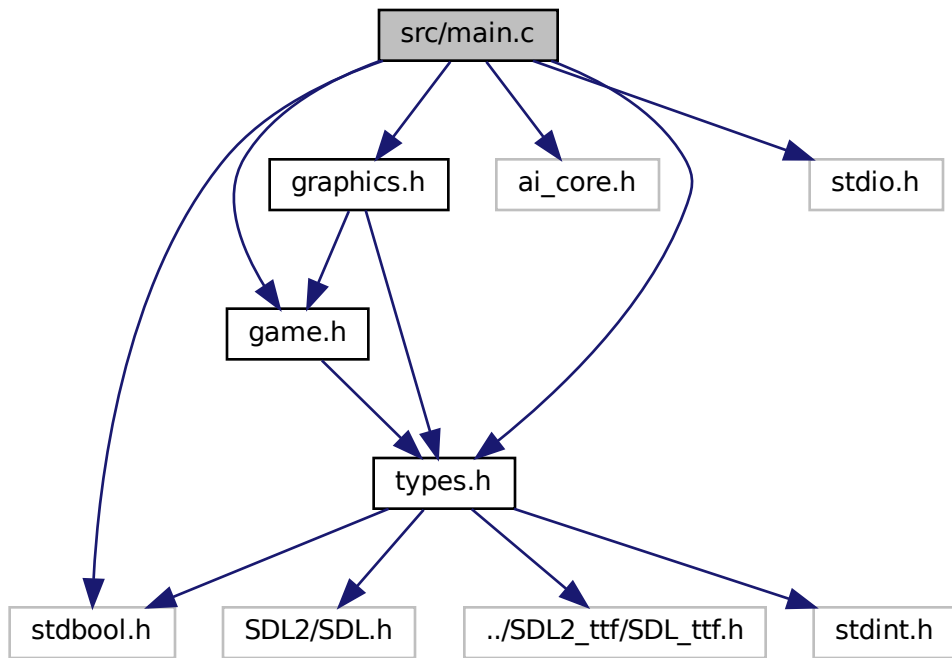 src/main.c
graphics.h
ai_core.h
stdio.h
game.h
types.h
stdbool.h
SDL2/SDL.h
../SDL2_ttf/SDL_ttf.h
stdint.h